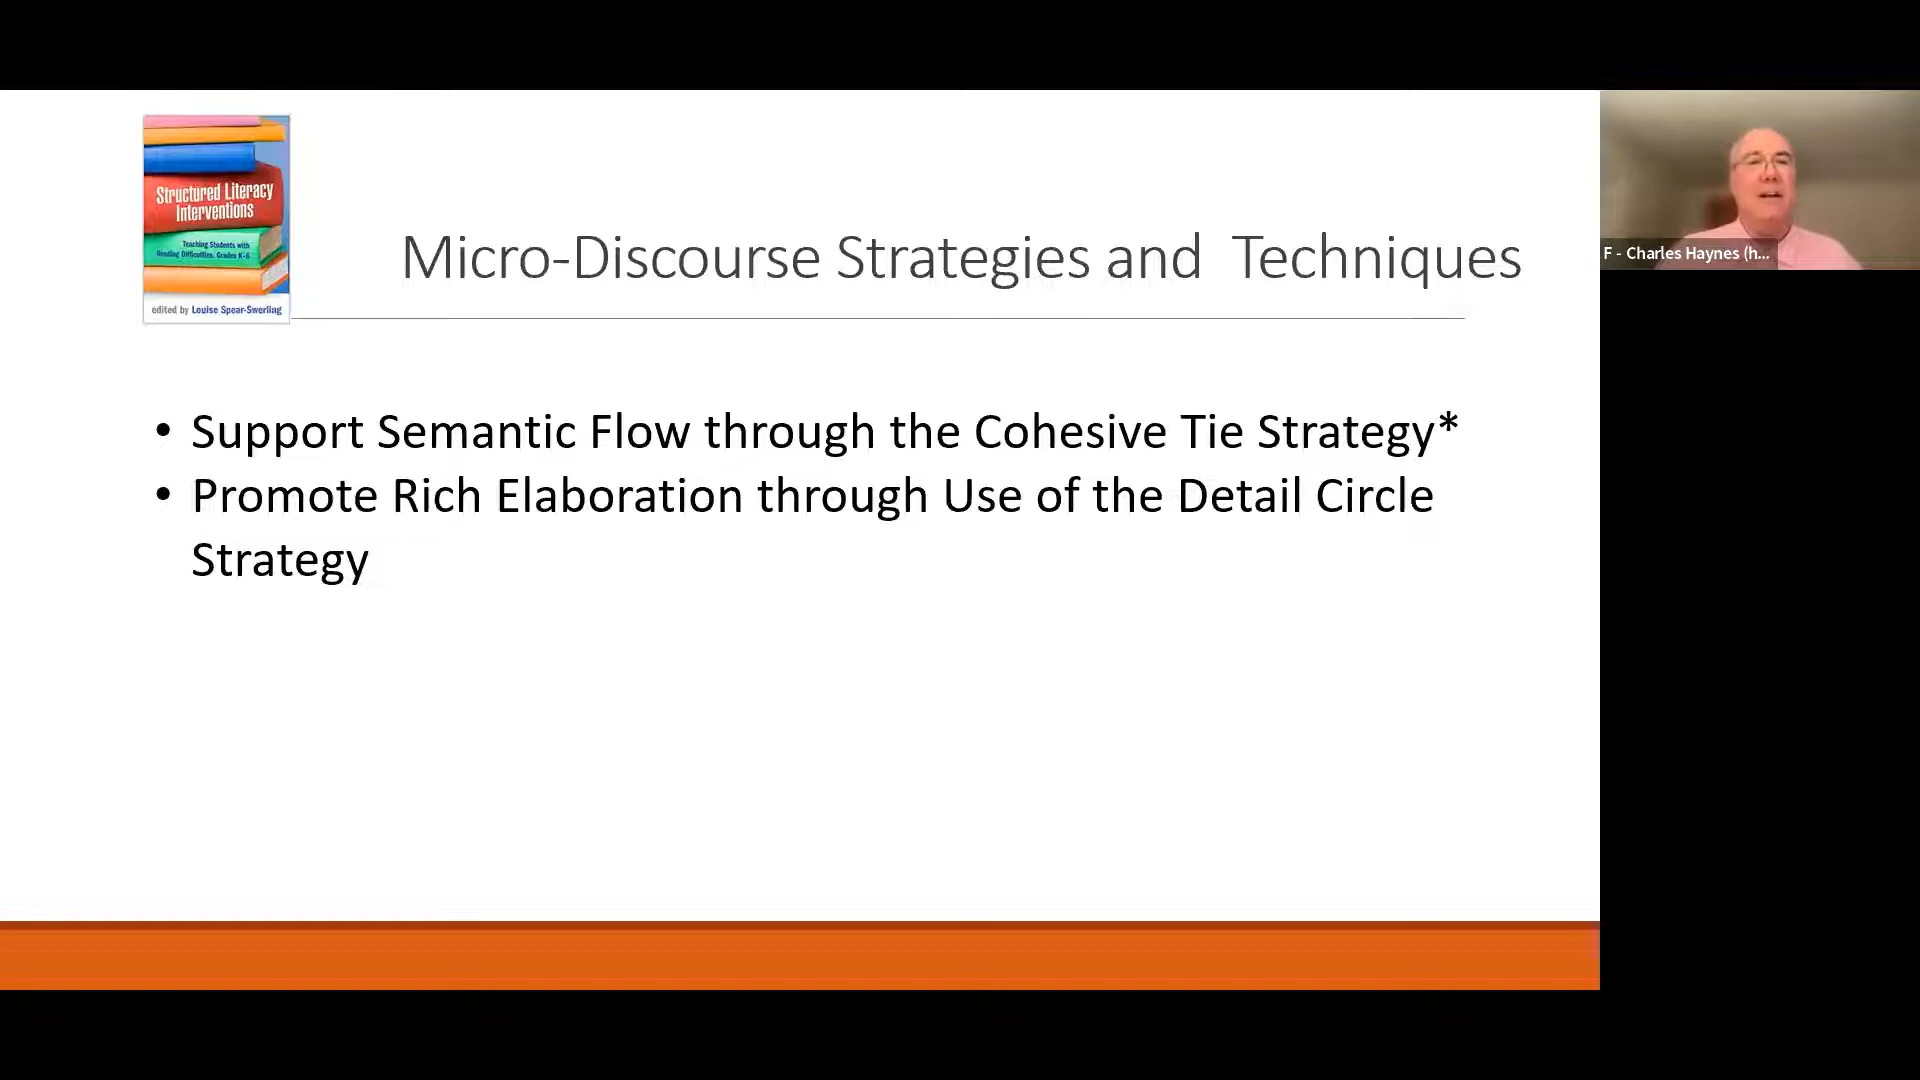 Structured Literacy
Interventions
Teaching Students with
Reading Difficulties, Grades K–6
edited by Louise Spear-Swerling
Micro-Discourse Strategies and Techniques
• Support Semantic Flow through the Cohesive Tie Strategy*
• Promote Rich Elaboration through Use of the Detail Circle
Strategy
F - Charles Haynes (h...